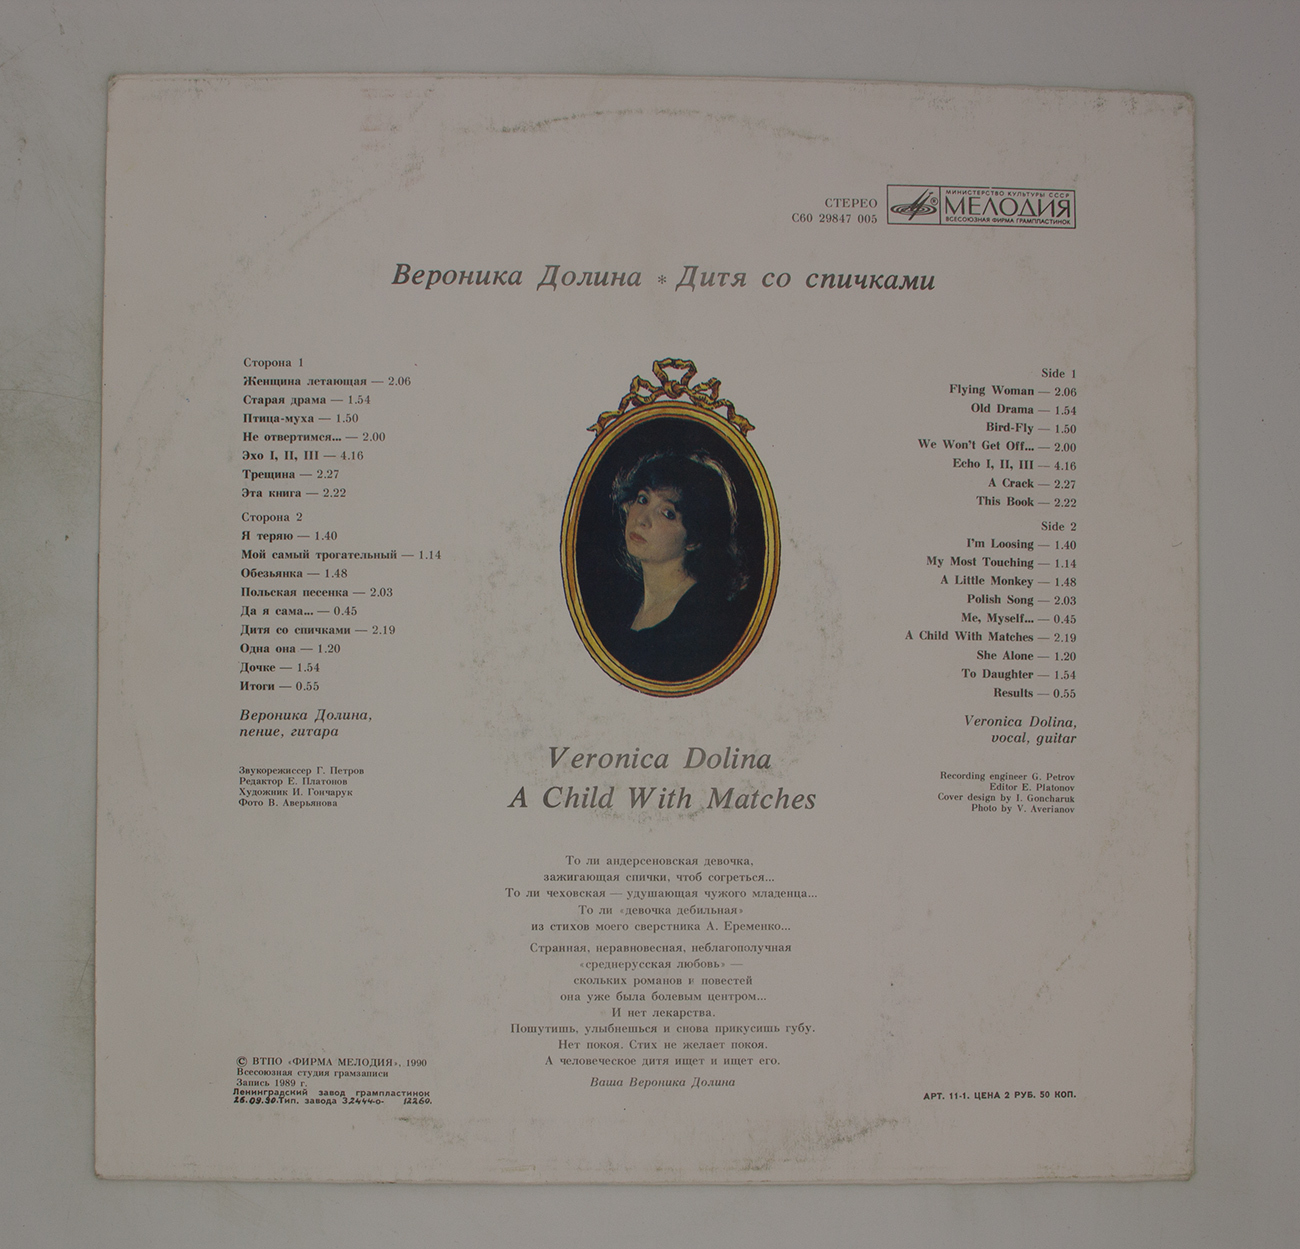 СТЕРЕО
С60 29847 005
МИНИСТЕРСТВО КУЛЬТУРЫ СССР
МЕЛОДИЯ
ВСЕСОЮЗНАЯ ФИРМА ГРАМПЛАСТИНОК
Вероника Долина * Дитя со спичками
Сторона 1
Женщина летающая — 2.06
Старая драма — 1.54
Птица-муха — 1.50
Не отвертимся... — 2.00
Эхо I, II, III — 4.16
Трещина — 2.27
Эта книга — 2.22
Сторона 2
Я теряю — 1.40
Мой самый трогательный — 1.14
Обезьянка — 1.48
Польская песенка — 2.03
Да я сама... — 0.45
Дитя со спичками — 2.19
Одна она — 1.20
Дочке — 1.54
Итоги — 0.55
Вероника Долина,
пение, гитара
Звукорежиссер Г. Петров
Редактор Е. Платонов
Художник И. Гончарук
Фото В. Аверьянова
Side 1
Flying Woman — 2.06
Old Drama — 1.54
Bird-Fly — 1.50
We Won't Get Off... — 2.00
Echo I, II, III — 4.16
A Crack — 2.27
This Book — 2.22
Side 2
I'm Loosing — 1.40
My Most Touching — 1.14
A Little Monkey — 1.48
Polish Song — 2.03
Me, Myself... — 0.45
A Child With Matches — 2.19
She Alone — 1.20
To Daughter — 1.54
Results — 0.55
Veronica Dolina,
vocal, guitar
Recording engineer G. Petrov
Editor E. Platonov
Cover design by I. Goncharuk
Photo by V. Averianov
Veronica Dolina
A Child With Matches
То ли андерсеновская девочка,
зажигающая спички, чтоб согреться...
То ли чеховская — удушающая чужого младенца...
То ли «девочка дебильная»
из стихов моего сверстника А. Еременко...
Странная, неравновесная, неблагополучная
«среднерусская любовь» —
скольких романов и повестей
она уже была болевым центром...
И нет лекарства.
Пошутишь, улыбнешься и снова прикусишь губу.
Нет покоя. Стих не желает покоя.
А человеческое дитя ищет и ищет его.
Ваша Вероника Долина
© ВТПО «ФИРМА МЕЛОДИЯ», 1990
Всесоюзная студия грамзаписи
Запись 1989 г.
Ленинградский завод грампластинок
26.09.90. Тип. завода З.2444-о- 12260.
АРТ. 11-1. ЦЕНА 2 РУБ. 50 КОП.